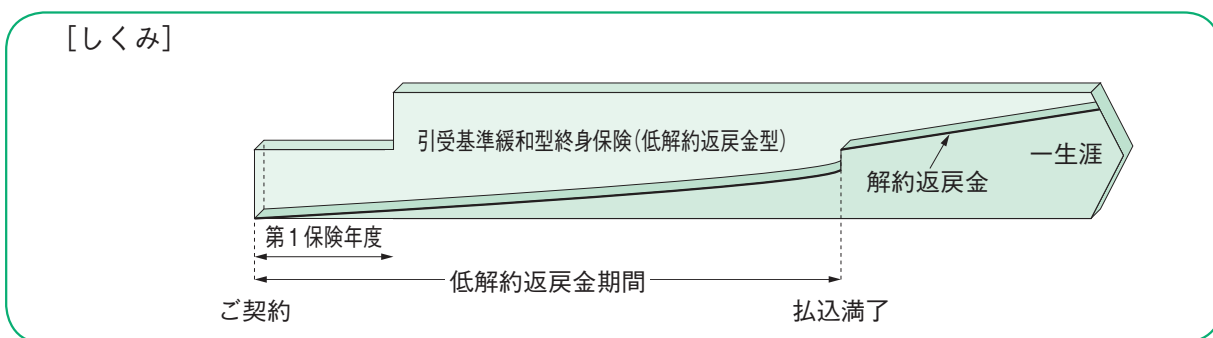 ［しくみ］
引受基準緩和型終身保険（低解約返戻金型）
一生涯
解約返戻金
第1保険年度
低解約返戻金期間
ご契約
払込満了